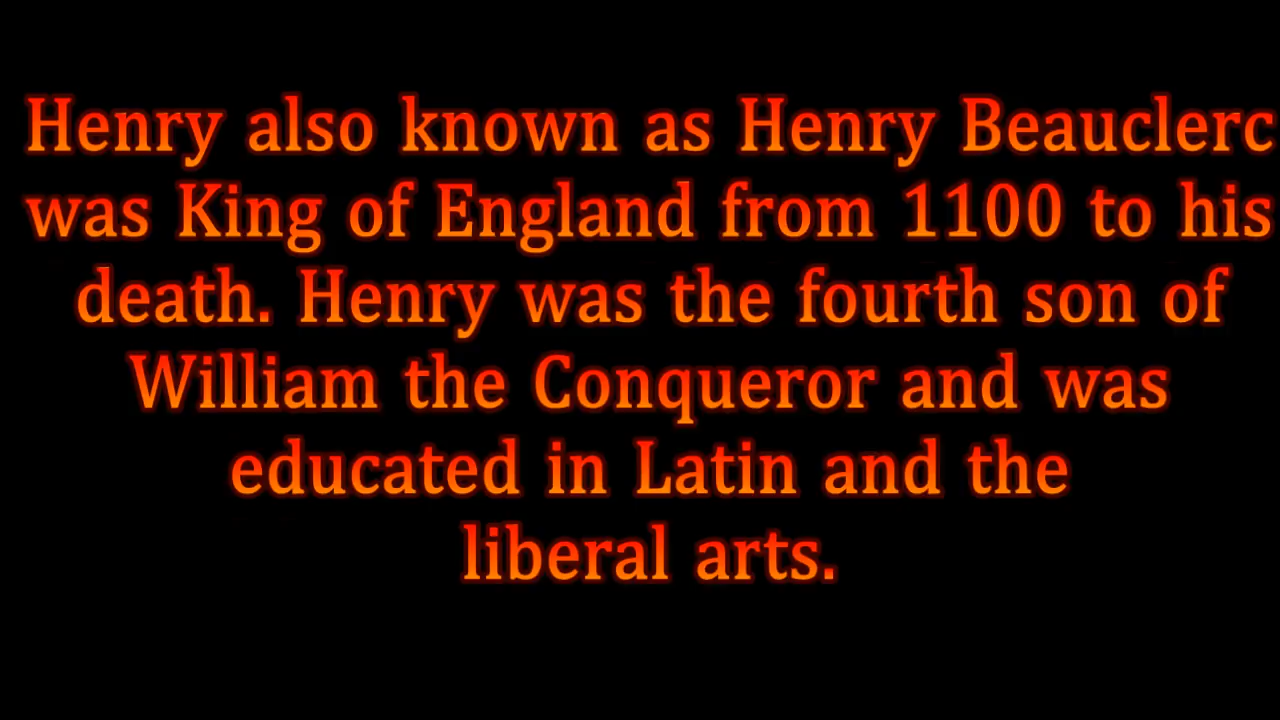 Henry also known as Henry Beauclerc
was King of England from 1100 to his
death. Henry was the fourth son of
William the Conqueror and was
educated in Latin and the
liberal arts.